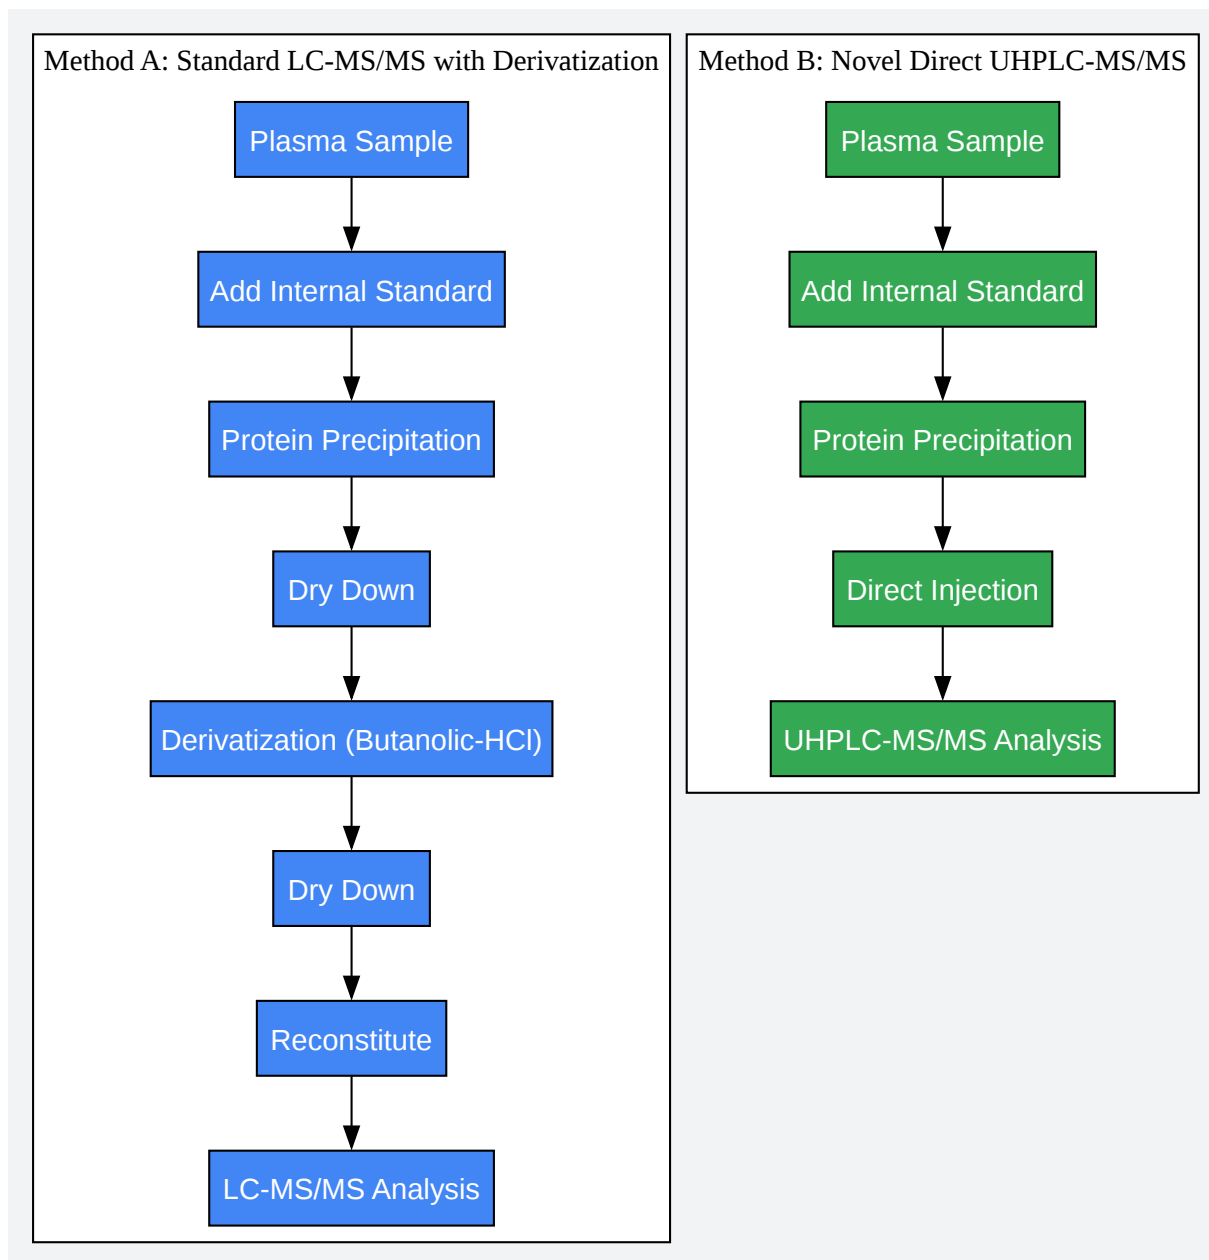 Method A: Standard LC-MS/MS with Derivatization
Plasma Sample
Add Internal Standard
Protein Precipitation
Dry Down
Derivatization (Butanolic-HCl)
Dry Down
Reconstitute
LC-MS/MS Analysis
Method B: Novel Direct UHPLC-MS/MS
Plasma Sample
Add Internal Standard
Protein Precipitation
Direct Injection
UHPLC-MS/MS Analysis